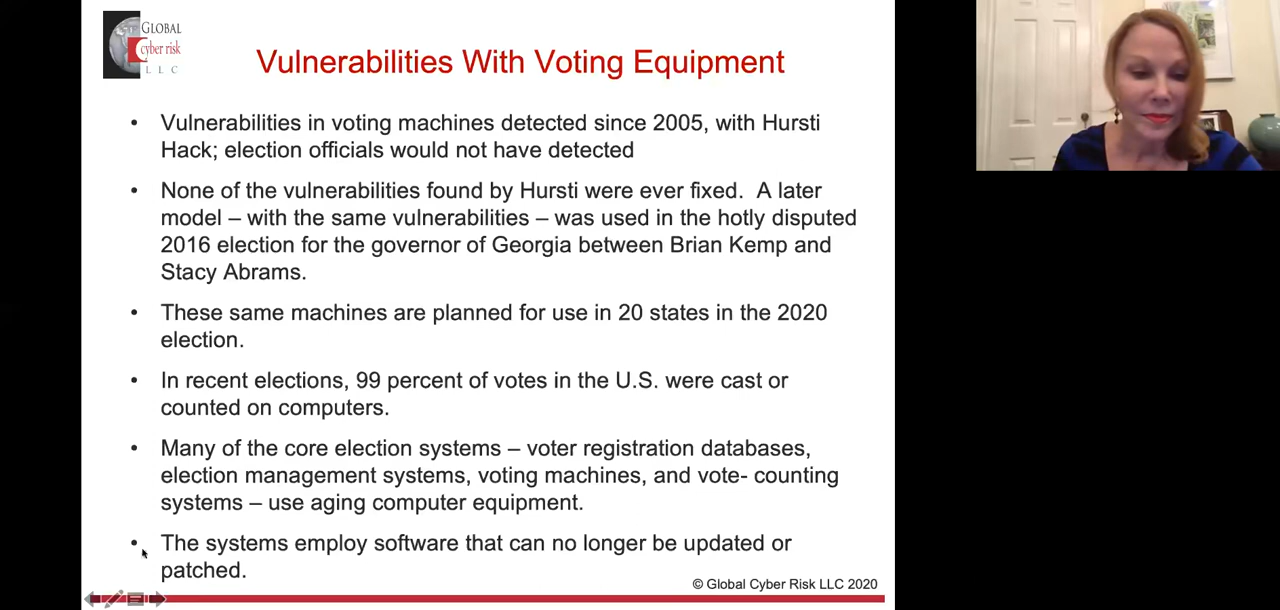 GLOBAL
cyber risk
L L C
Vulnerabilities With Voting Equipment
• Vulnerabilities in voting machines detected since 2005, with Hursti
Hack; election officials would not have detected
• None of the vulnerabilities found by Hursti were ever fixed.  A later
model – with the same vulnerabilities – was used in the hotly disputed
2016 election for the governor of Georgia between Brian Kemp and
Stacy Abrams.
• These same machines are planned for use in 20 states in the 2020
election.
• In recent elections, 99 percent of votes in the U.S. were cast or
counted on computers.
• Many of the core election systems – voter registration databases,
election management systems, voting machines, and vote- counting
systems – use aging computer equipment.
• The systems employ software that can no longer be updated or
patched.
© Global Cyber Risk LLC 2020